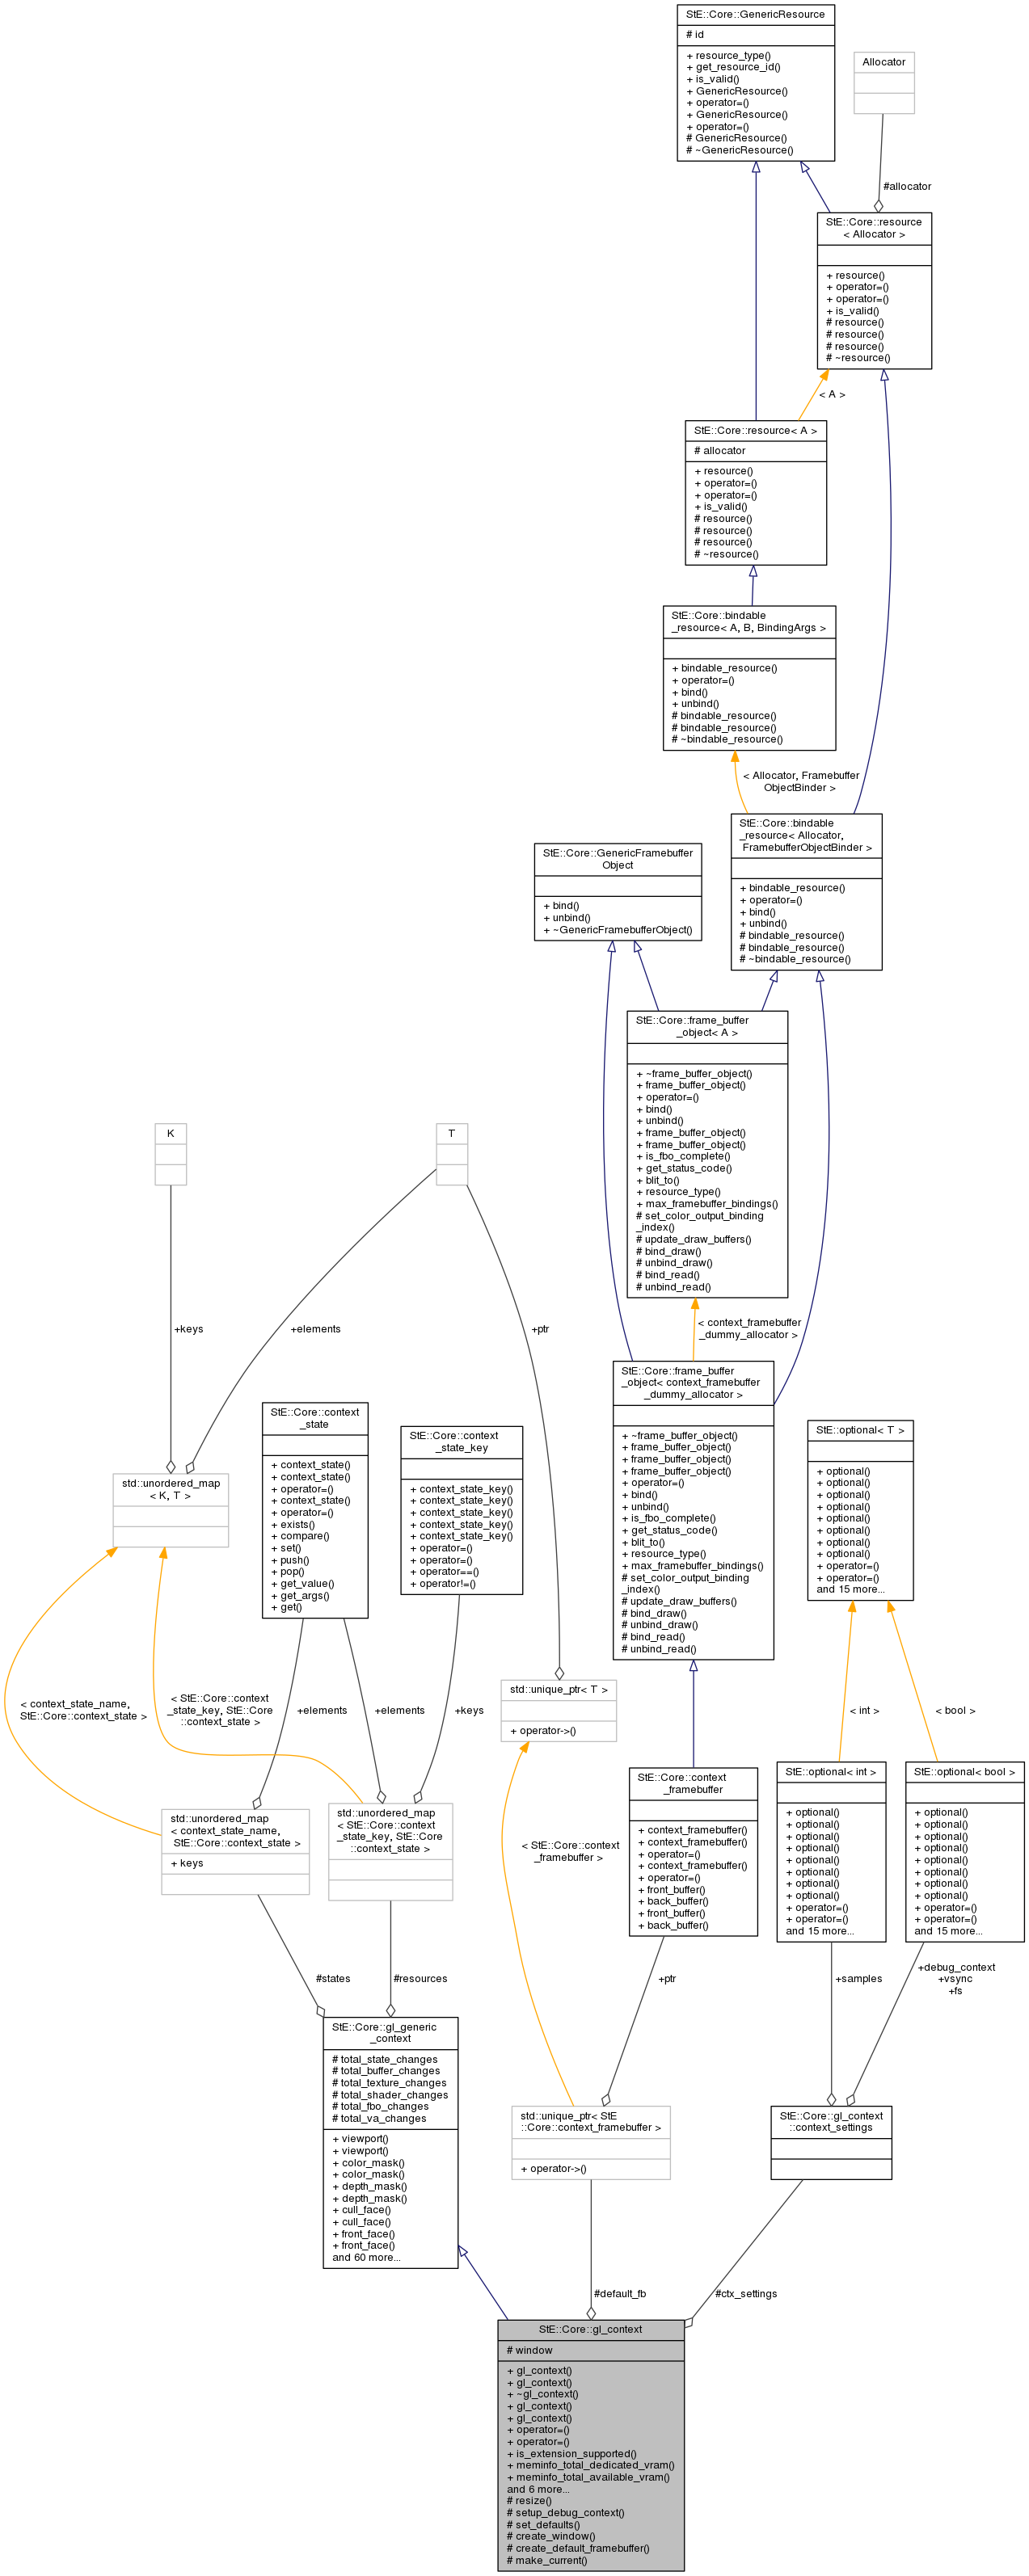 StE::Core::GenericResource
# id
+ resource_type()
+ get_resource_id()
+ is_valid()
+ GenericResource()
+ operator=()
+ GenericResource()
+ operator=()
# GenericResource()
# ~GenericResource()
Allocator
#allocator
StE::Core::resource
< Allocator >
+ resource()
+ operator=()
+ operator=()
+ is_valid()
# resource()
# resource()
# resource()
# ~resource()
< A >
StE::Core::resource< A >
# allocator
+ resource()
+ operator=()
+ operator=()
+ is_valid()
# resource()
# resource()
# resource()
# ~resource()
StE::Core::bindable
_resource< A, B, BindingArgs >
+ bindable_resource()
+ operator=()
+ bind()
+ unbind()
# bindable_resource()
# bindable_resource()
# ~bindable_resource()
< Allocator, Framebuffer
ObjectBinder >
StE::Core::bindable
_resource< Allocator,
FramebufferObjectBinder >
+ bindable_resource()
+ operator=()
+ bind()
+ unbind()
# bindable_resource()
# bindable_resource()
# ~bindable_resource()
StE::Core::GenericFramebuffer
Object
+ bind()
+ unbind()
+ ~GenericFramebufferObject()
StE::Core::frame_buffer
_object< A >
+ ~frame_buffer_object()
+ frame_buffer_object()
+ operator=()
+ bind()
+ unbind()
+ frame_buffer_object()
+ frame_buffer_object()
+ is_fbo_complete()
+ get_status_code()
+ blit_to()
+ resource_type()
+ max_framebuffer_bindings()
# set_color_output_binding
_index()
# update_draw_buffers()
# bind_draw()
# unbind_draw()
# bind_read()
# unbind_read()
K
T
+keys
+elements
+ptr
< context_framebuffer
_dummy_allocator >
StE::Core::frame_buffer
_object< context_framebuffer
_dummy_allocator >
+ ~frame_buffer_object()
+ frame_buffer_object()
+ frame_buffer_object()
+ frame_buffer_object()
+ operator=()
+ bind()
+ unbind()
+ is_fbo_complete()
+ get_status_code()
+ blit_to()
+ resource_type()
+ max_framebuffer_bindings()
# set_color_output_binding
_index()
# update_draw_buffers()
# bind_draw()
# unbind_draw()
# bind_read()
# unbind_read()
std::unordered_map
< K, T >
StE::Core::context
_state
+ context_state()
+ context_state()
+ operator=()
+ context_state()
+ operator=()
+ exists()
+ compare()
+ set()
+ push()
+ pop()
+ get_value()
+ get_args()
+ get()
StE::Core::context
_state_key
+ context_state_key()
+ context_state_key()
+ context_state_key()
+ context_state_key()
+ context_state_key()
+ operator=()
+ operator=()
+ operator==()
+ operator!=()
StE::optional< T >
+ optional()
+ optional()
+ optional()
+ optional()
+ optional()
+ optional()
+ optional()
+ optional()
+ operator=()
+ operator=()
and 15 more...
< context_state_name,
StE::Core::context_state >
< StE::Core::context
_state_key, StE::Core
::context_state >
+elements
+elements
+keys
std::unique_ptr< T >
+ operator->()
< int >
< bool >
std::unordered_map
< context_state_name,
StE::Core::context_state >
+ keys
std::unordered_map
< StE::Core::context
_state_key, StE::Core
::context_state >
< StE::Core::context
_framebuffer >
StE::Core::context
_framebuffer
+ context_framebuffer()
+ context_framebuffer()
+ operator=()
+ context_framebuffer()
+ operator=()
+ front_buffer()
+ back_buffer()
+ front_buffer()
+ back_buffer()
StE::optional< int >
+ optional()
+ optional()
+ optional()
+ optional()
+ optional()
+ optional()
+ optional()
+ optional()
+ operator=()
+ operator=()
and 15 more...
StE::optional< bool >
+ optional()
+ optional()
+ optional()
+ optional()
+ optional()
+ optional()
+ optional()
+ optional()
+ operator=()
+ operator=()
and 15 more...
#states
#resources
+ptr
+samples
+debug_context
+vsync
+fs
StE::Core::gl_generic
_context
# total_state_changes
# total_buffer_changes
# total_texture_changes
# total_shader_changes
# total_fbo_changes
# total_va_changes
+ viewport()
+ viewport()
+ color_mask()
+ color_mask()
+ depth_mask()
+ depth_mask()
+ cull_face()
+ cull_face()
+ front_face()
+ front_face()
and 60 more...
std::unique_ptr< StE
::Core::context_framebuffer >
+ operator->()
StE::Core::gl_context
::context_settings
#default_fb
#ctx_settings
StE::Core::gl_context
# window
+ gl_context()
+ gl_context()
+ ~gl_context()
+ gl_context()
+ gl_context()
+ operator=()
+ operator=()
+ is_extension_supported()
+ meminfo_total_dedicated_vram()
+ meminfo_total_available_vram()
and 6 more...
# resize()
# setup_debug_context()
# set_defaults()
# create_window()
# create_default_framebuffer()
# make_current()